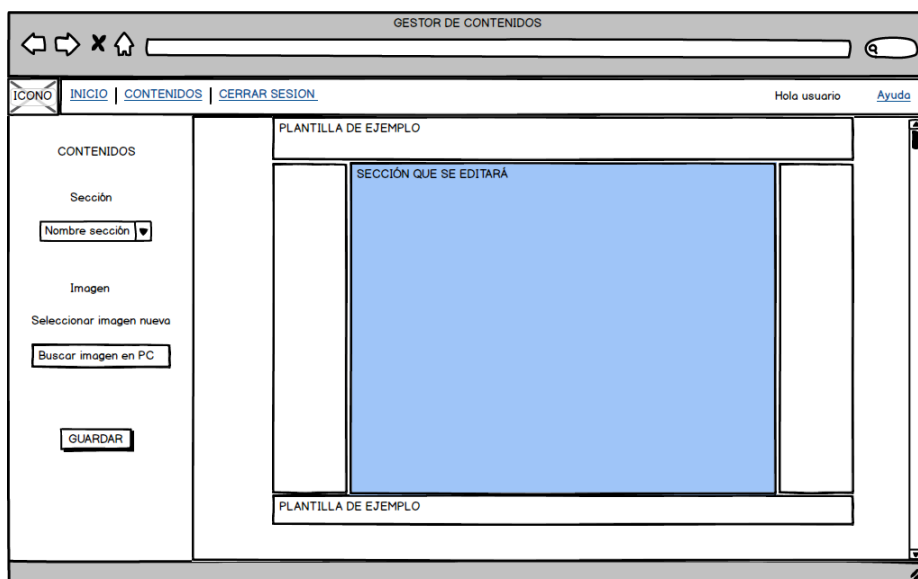 GESTOR DE CONTENIDOS
ICONO
INICIO | CONTENIDOS | CERRAR SESION
Hola usuario
Ayuda
CONTENIDOS
Sección
Nombre sección
Imagen
Seleccionar imagen nueva
Buscar imagen en PC
GUARDAR
PLANTILLA DE EJEMPLO
SECCIÓN QUE SE EDITARÁ
PLANTILLA DE EJEMPLO